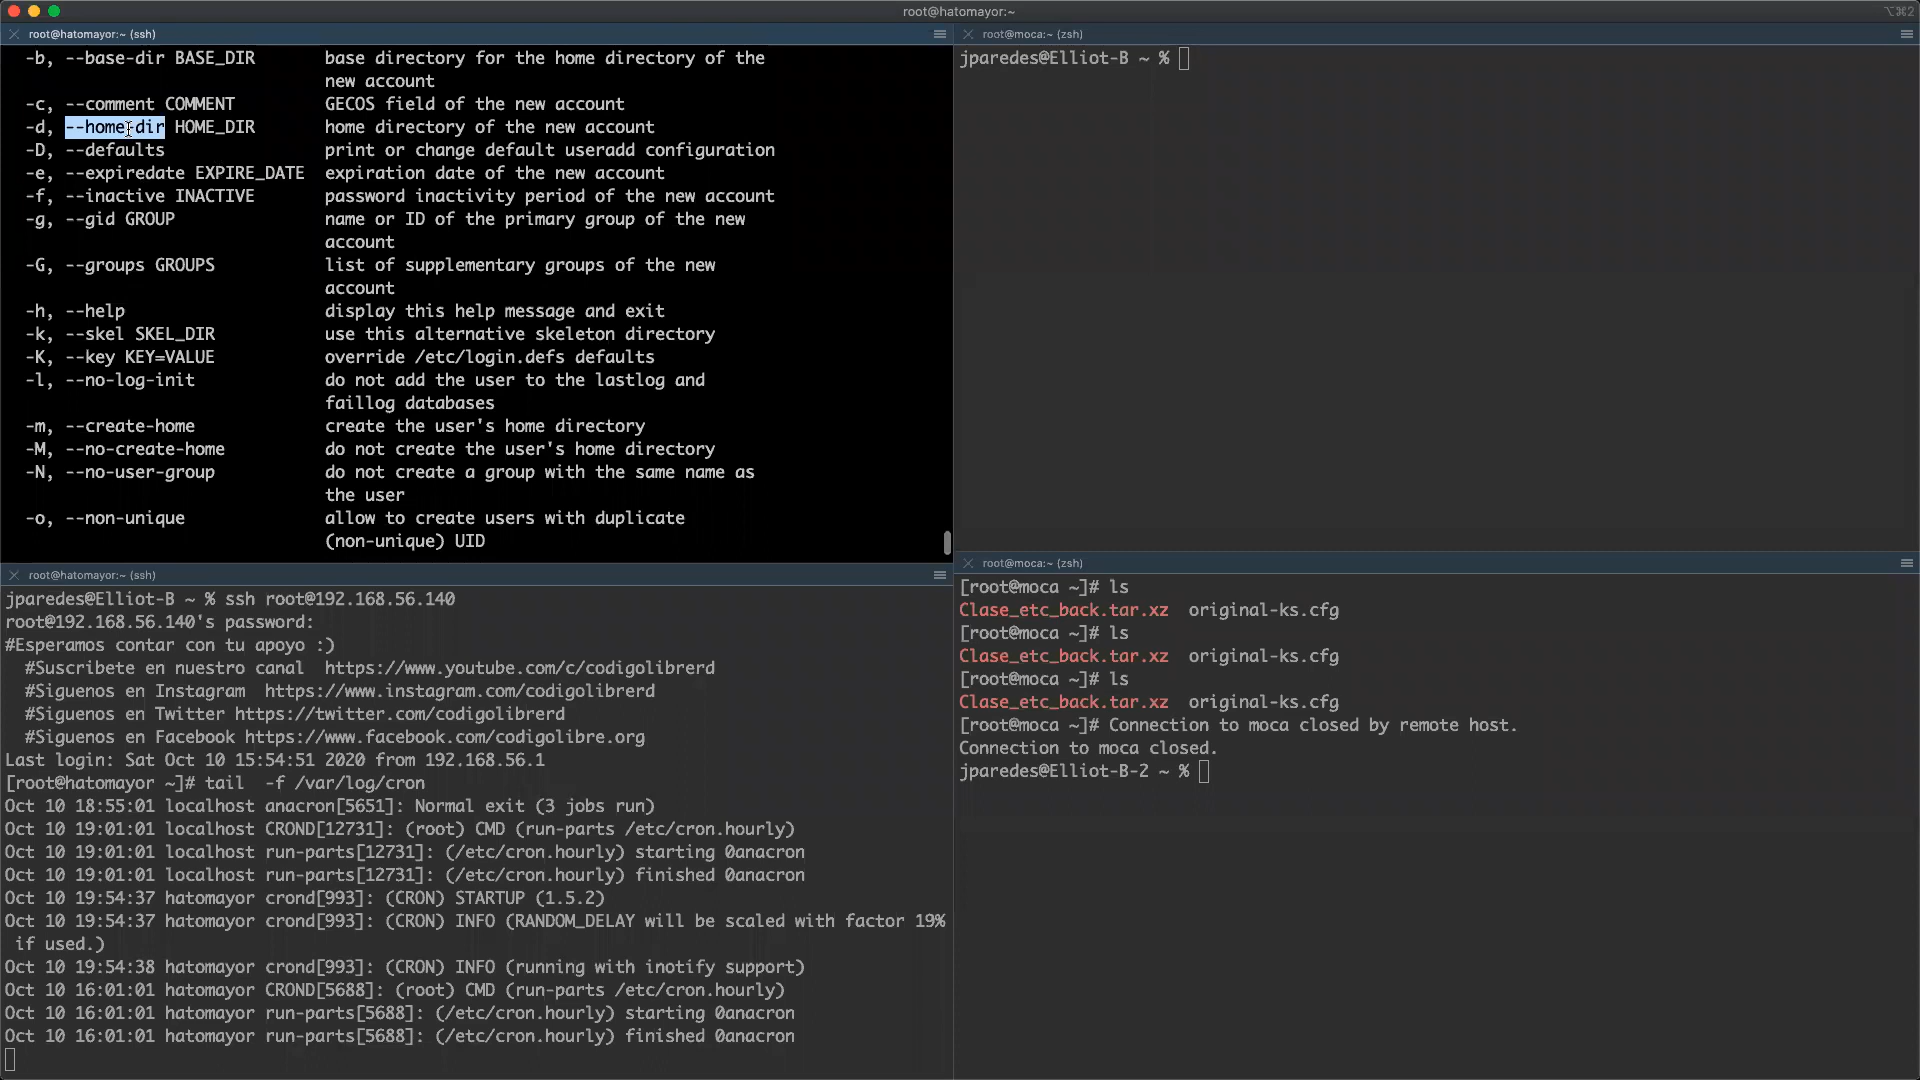 root@hatomayor:~
⌥⌘2
root@hatomayor:~ (ssh)
-b, --base-dir BASE_DIR       base directory for the home directory of the
                              new account
-c, --comment COMMENT         GECOS field of the new account
-d, --home-dir HOME_DIR       home directory of the new account
-D, --defaults                print or change default useradd configuration
-e, --expiredate EXPIRE_DATE  expiration date of the new account
-f, --inactive INACTIVE       password inactivity period of the new account
-g, --gid GROUP               name or ID of the primary group of the new
                              account
-G, --groups GROUPS           list of supplementary groups of the new
                              account
-h, --help                    display this help message and exit
-k, --skel SKEL_DIR           use this alternative skeleton directory
-K, --key KEY=VALUE           override /etc/login.defs defaults
-l, --no-log-init             do not add the user to the lastlog and
                              faillog databases
-m, --create-home             create the user's home directory
-M, --no-create-home          do not create the user's home directory
-N, --no-user-group           do not create a group with the same name as
                              the user
-o, --non-unique              allow to create users with duplicate
                              (non-unique) UID
root@moca:~ (zsh)
jparedes@Elliot-B ~ %
root@hatomayor:~ (ssh)
jparedes@Elliot-B ~ % ssh root@192.168.56.140
root@192.168.56.140's password:
#Esperamos contar con tu apoyo :)
  #Suscribete en nuestro canal  https://www.youtube.com/c/codigolibrerd
  #Siguenos en Instagram  https://www.instagram.com/codigolibrerd
  #Siguenos en Twitter https://twitter.com/codigolibrerd
  #Siguenos en Facebook https://www.facebook.com/codigolibre.org
Last login: Sat Oct 10 15:54:51 2020 from 192.168.56.1
[root@hatomayor ~]# tail  -f /var/log/cron
Oct 10 18:55:01 localhost anacron[5651]: Normal exit (3 jobs run)
Oct 10 19:01:01 localhost CROND[12731]: (root) CMD (run-parts /etc/cron.hourly)
Oct 10 19:01:01 localhost run-parts[12731]: (/etc/cron.hourly) starting 0anacron
Oct 10 19:01:01 localhost run-parts[12731]: (/etc/cron.hourly) finished 0anacron
Oct 10 19:54:37 hatomayor crond[993]: (CRON) STARTUP (1.5.2)
Oct 10 19:54:37 hatomayor crond[993]: (CRON) INFO (RANDOM_DELAY will be scaled with factor 19%
 if used.)
Oct 10 19:54:38 hatomayor crond[993]: (CRON) INFO (running with inotify support)
Oct 10 16:01:01 hatomayor CROND[5688]: (root) CMD (run-parts /etc/cron.hourly)
Oct 10 16:01:01 hatomayor run-parts[5688]: (/etc/cron.hourly) starting 0anacron
Oct 10 16:01:01 hatomayor run-parts[5688]: (/etc/cron.hourly) finished 0anacron
root@moca:~ (zsh)
[root@moca ~]# ls
Clase_etc_back.tar.xz  original-ks.cfg
[root@moca ~]# ls
Clase_etc_back.tar.xz  original-ks.cfg
[root@moca ~]# ls
Clase_etc_back.tar.xz  original-ks.cfg
[root@moca ~]# Connection to moca closed by remote host.
Connection to moca closed.
jparedes@Elliot-B-2 ~ %